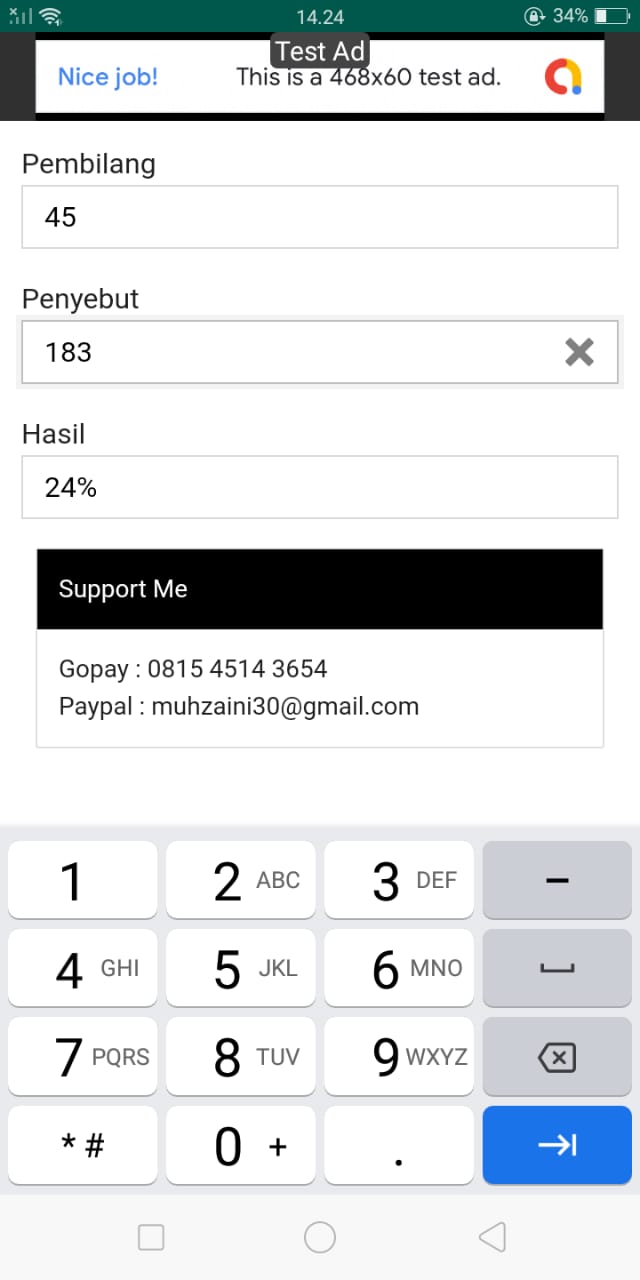 14.24
34%
Test Ad
Nice job! This is a 468x60 test ad.
Pembilang
45
Penyebut
183
Hasil
24%
Support Me
Gopay : 0815 4514 3654
Paypal : muhzaini30@gmail.com
1 2 ABC 3 DEF -
4 GHI 5 JKL 6 MNO
7 PQRS 8 TUV 9 WXYZ
* # 0 + .